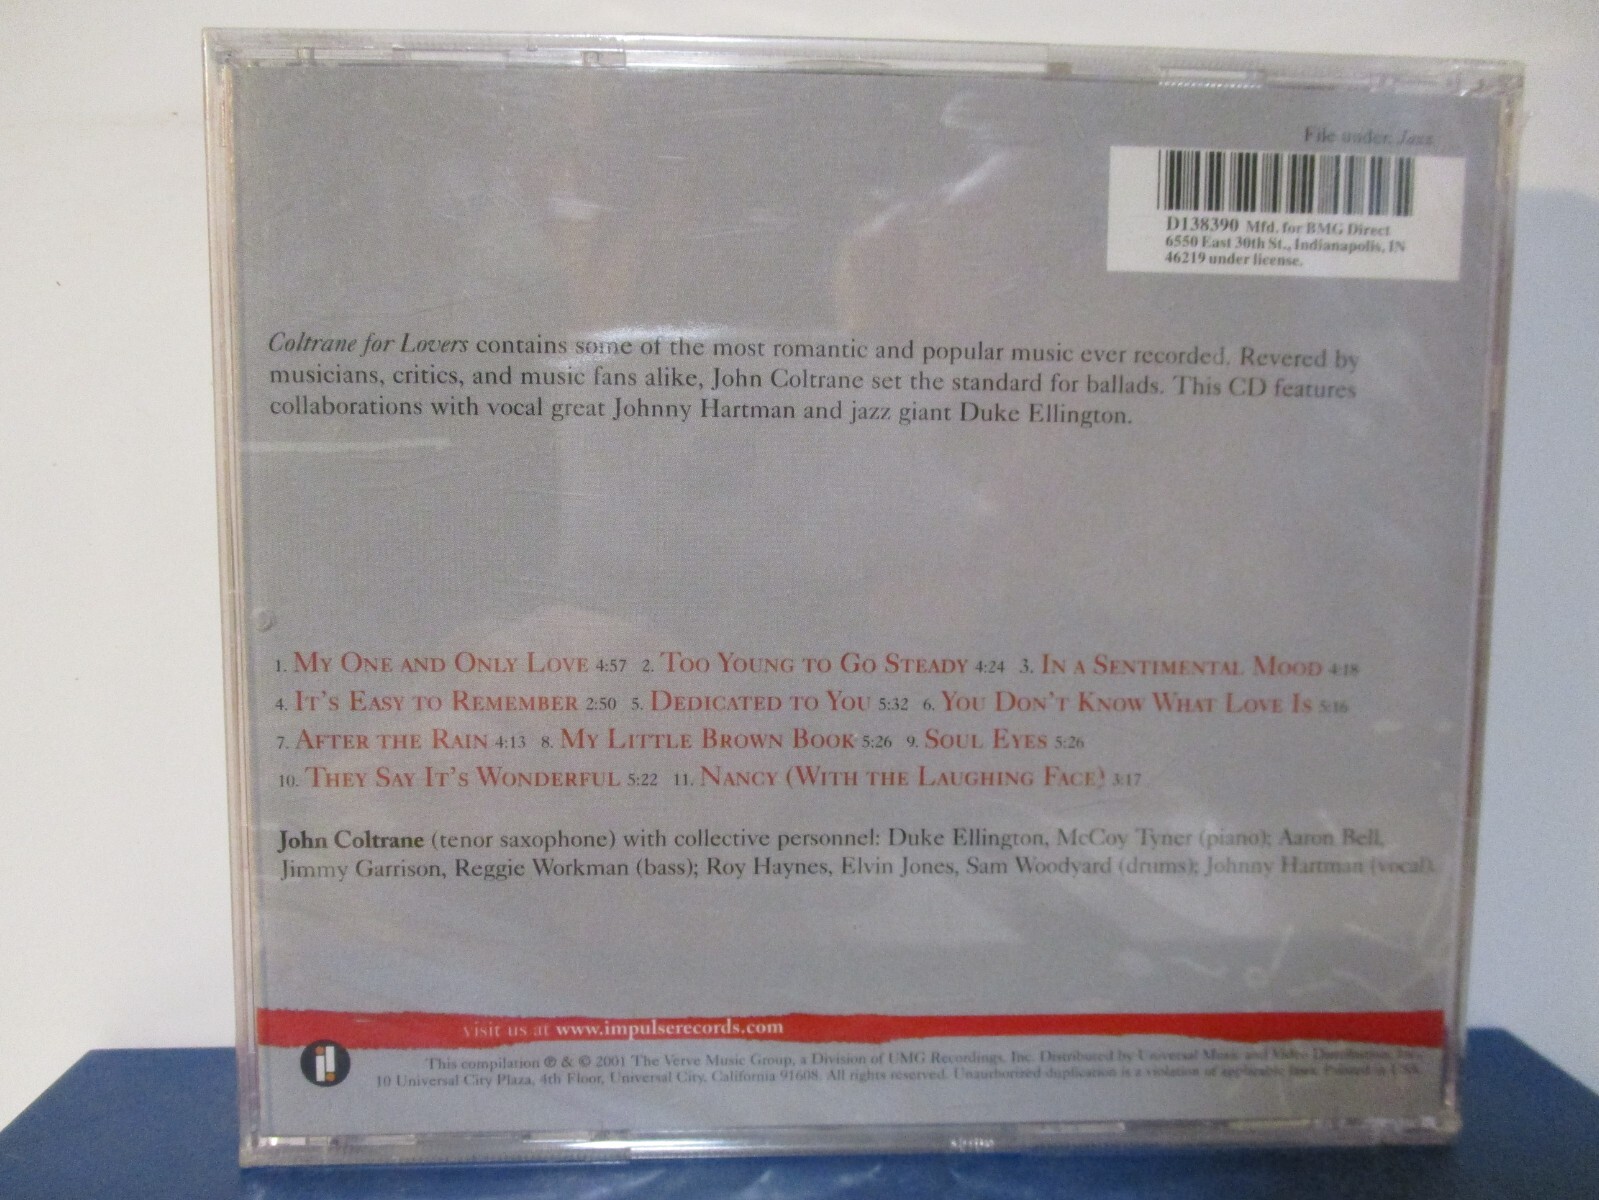 File under: Jazz
D138390 Mfd. for BMG Direct
6550 East 30th St., Indianapolis, IN
46219 under license.
Coltrane for Lovers contains some of the most romantic and popular music ever recorded. Revered by
musicians, critics, and music fans alike, John Coltrane set the standard for ballads. This CD features
collaborations with vocal great Johnny Hartman and jazz giant Duke Ellington.
1. My One and Only Love 4:57 2. Too Young to Go Steady 4:24 3. In a Sentimental Mood 4:18
4. It's Easy to Remember 2:50 5. Dedicated to You 5:32 6. You Don't Know What Love Is 5:16
7. After the Rain 4:13 8. My Little Brown Book 5:26 9. Soul Eyes 5:26
10. They Say It's Wonderful 5:22 11. Nancy (With the Laughing Face) 3:17
John Coltrane (tenor saxophone) with collective personnel: Duke Ellington, McCoy Tyner (piano); Aaron Bell,
Jimmy Garrison, Reggie Workman (bass); Roy Haynes, Elvin Jones, Sam Woodyard (drums); Johnny Hartman (vocal).
visit us at www.impulserecords.com
This compilation ℗ & © 2001 The Verve Music Group, a Division of UMG Recordings, Inc. Distributed by Universal Music and Video Distribution, Inc.,
10 Universal City Plaza, 4th Floor, Universal City, California 91608. All rights reserved. Unauthorized duplication is a violation of applicable laws. Printed in USA.